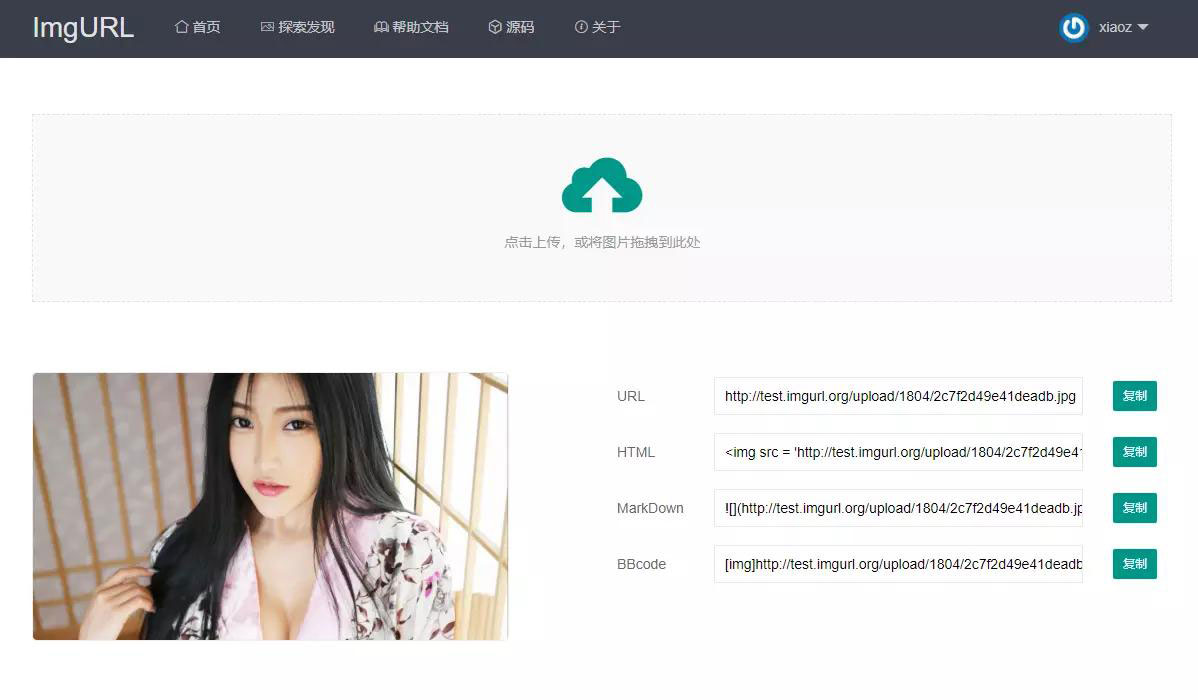 ImgURL 首页 探索发现 帮助文档 源码 关于 xiaoz
点击上传，或将图片拖拽到此处
URL http://test.imgurl.org/upload/1804/2c7f2d49e41deadb.jpg 复制
HTML <img src = 'http://test.imgurl.org/upload/1804/2c7f2d49e41 复制
MarkDown ![](http://test.imgurl.org/upload/1804/2c7f2d49e41deadb.jp 复制
BBcode [img]http://test.imgurl.org/upload/1804/2c7f2d49e41deadb 复制